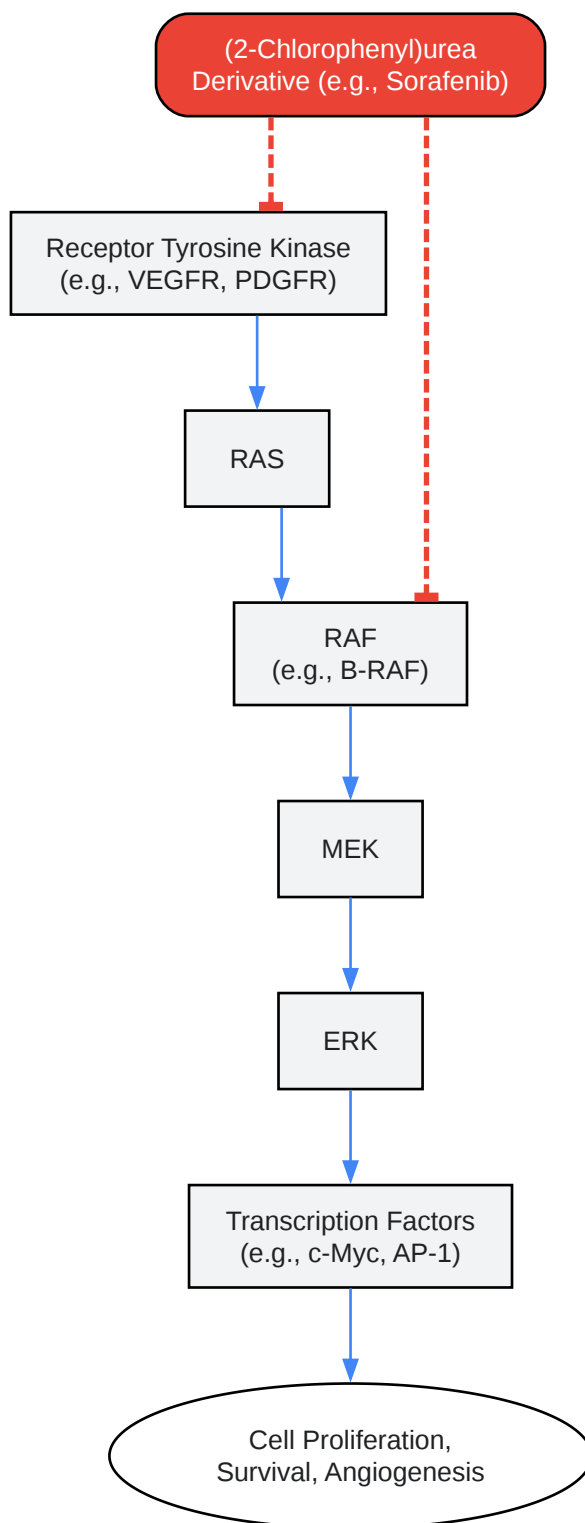 (2-Chlorophenyl)urea
Derivative (e.g., Sorafenib)
Receptor Tyrosine Kinase
(e.g., VEGFR, PDGFR)
RAS
RAF
(e.g., B-RAF)
MEK
ERK
Transcription Factors
(e.g., c-Myc, AP-1)
Cell Proliferation,
Survival, Angiogenesis